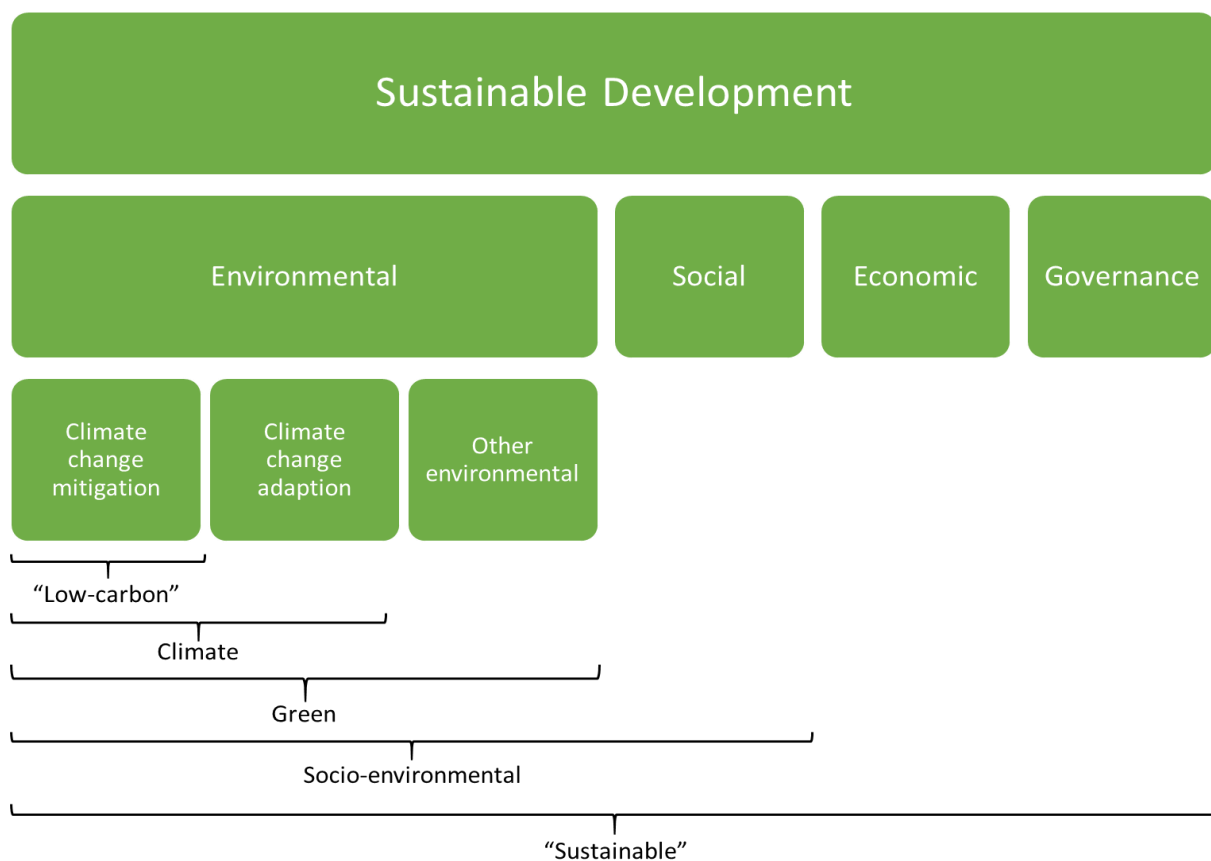 Sustainable Development
Environmental
Social
Economic
Governance
Climate
change
mitigation
Climate
change
adaption
Other
environmental
“Low-carbon”
Climate
Green
Socio-environmental
“Sustainable”